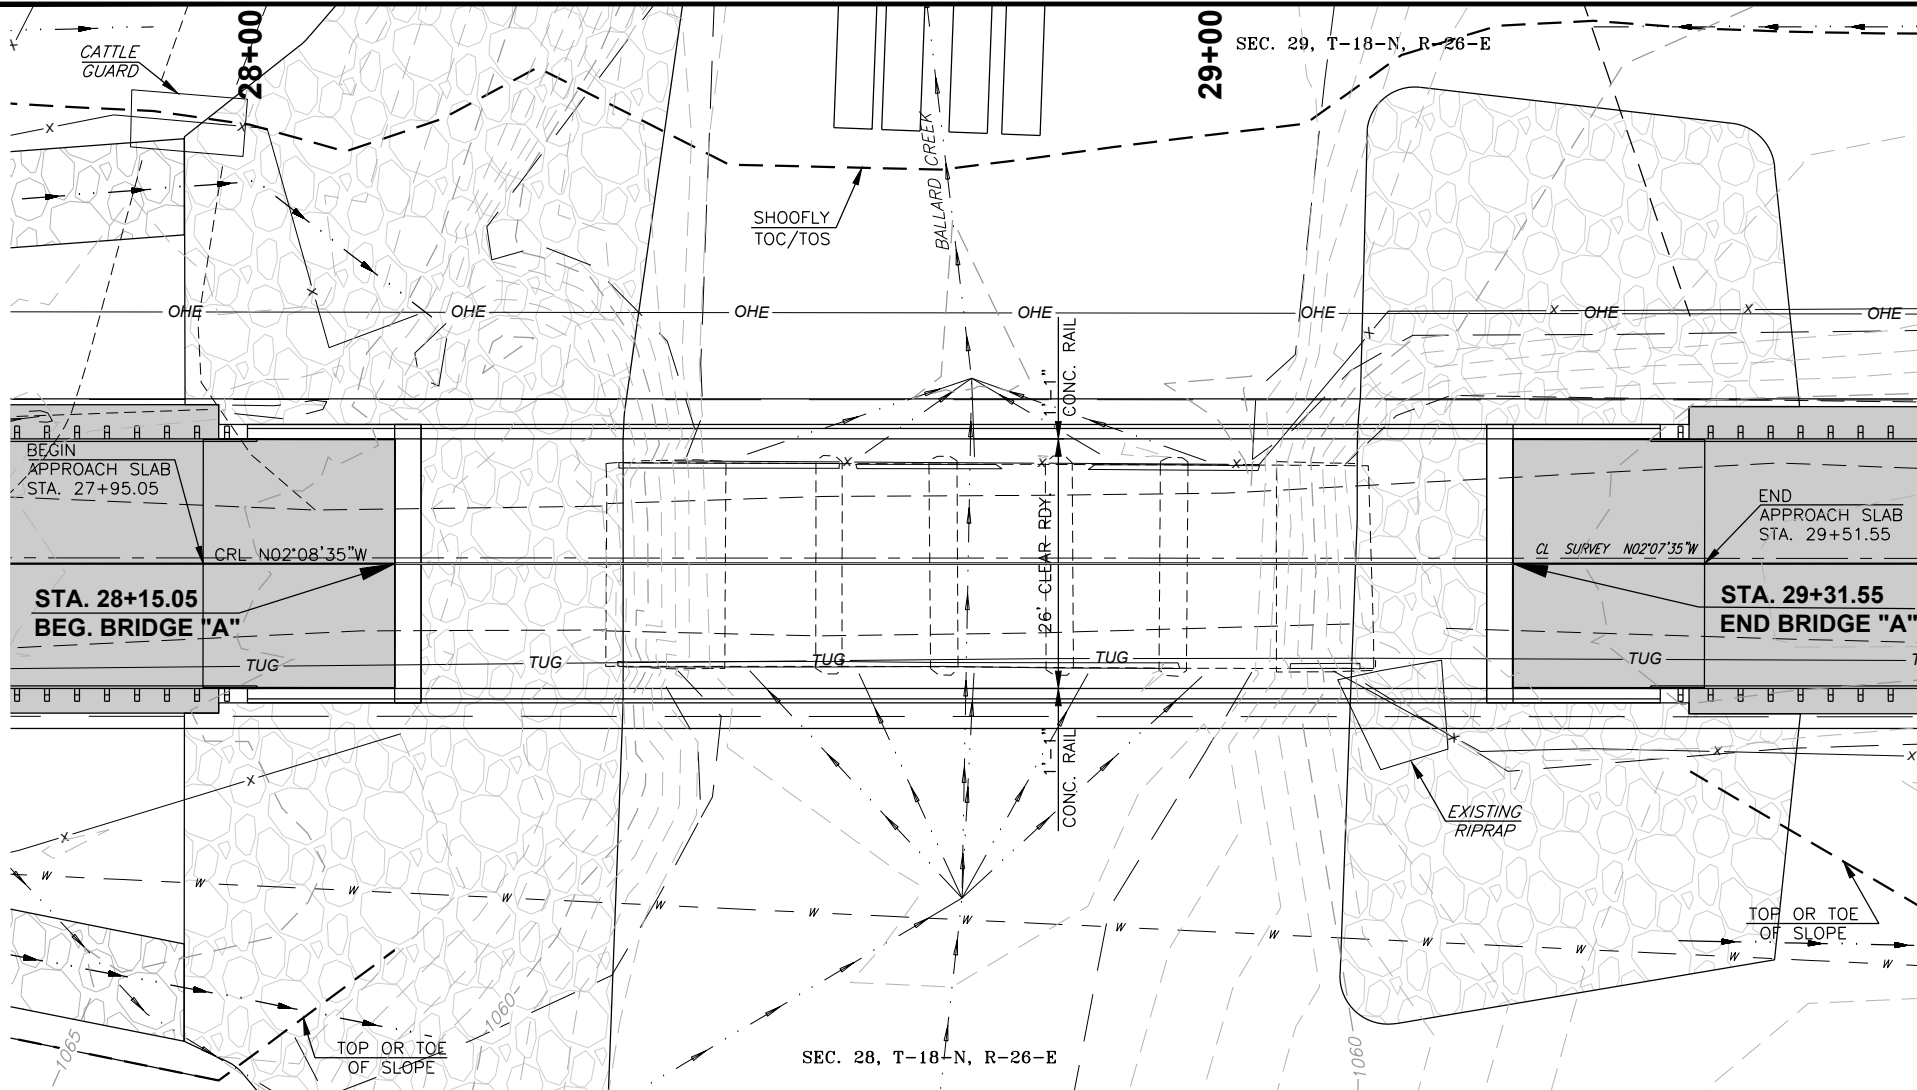 CATTLE
GUARD
28+00
29+00
SEC. 29, T-18-N, R-26-E
SHOOFLY
TOC/TOS
BALLARD CREEK
OHE OHE OHE OHE OHE OHE OHE
X X X X X X X X X X X X X
1'-1"
CONC. RAIL
26' CLEAR RDY.
1'-1"
CONC. RAIL
BEGIN
APPROACH SLAB
STA. 27+95.05
CRL N02°08'35"W
STA. 28+15.05
BEG. BRIDGE "A"
END
APPROACH SLAB
STA. 29+51.55
CL SURVEY N02°07'35"W
STA. 29+31.55
END BRIDGE "A"
TUG TUG TUG TUG TUG T
EXISTING
RIPRAP
W W W W W W W W W W W W W
TOP OR TOE
OF SLOPE
TOP OR TOE
OF SLOPE
1065
1060
1060
SEC. 28, T-18-N, R-26-E